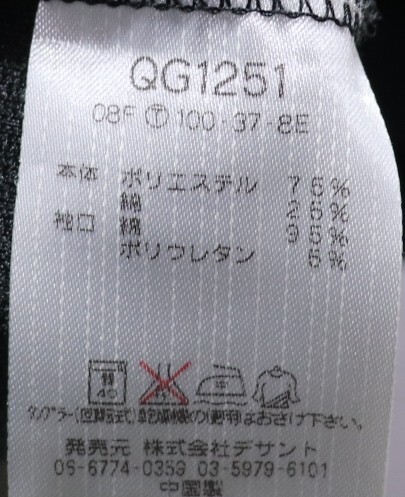 QG1251
08F Ⓣ100-37-8E
本体 ポリエステル 75%
綿 25%
袖口 綿 95%
ポリウレタン 5%
40
タンブラー(回転式)乾燥機の使用はおさけ下さい。
発売元 株式会社デサント
06-6774-0359 03-5979-6101
中国製